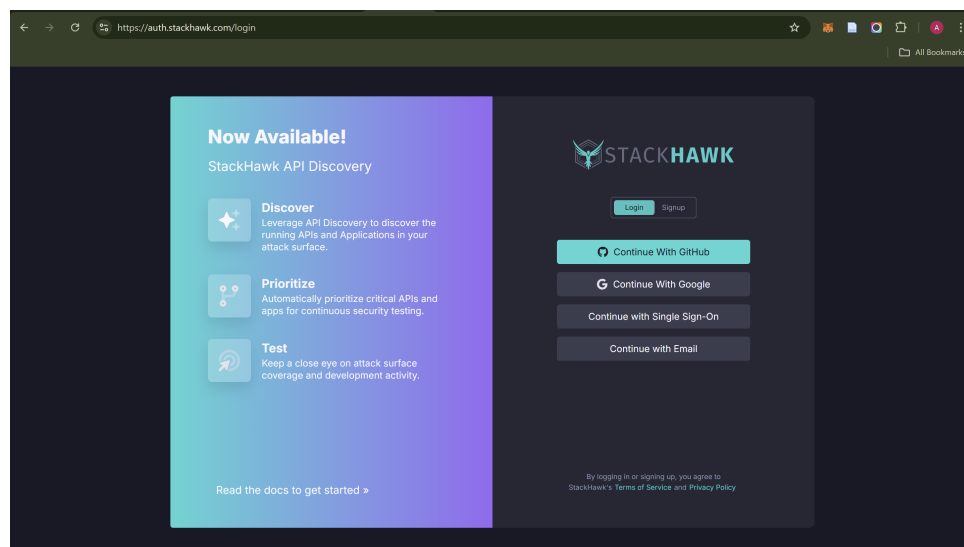 https://auth.stackhawk.com/login
A
All Bookmarks
Now Available!
StackHawk API Discovery
Discover
Leverage API Discovery to discover the
running APIs and Applications in your
attack surface.
Prioritize
Automatically prioritize critical APIs and
apps for continuous security testing.
Test
Keep a close eye on attack surface
coverage and development activity.
Read the docs to get started »
STACKHAWK
Login Signup
Continue With GitHub
G Continue With Google
Continue with Single Sign-On
Continue with Email
By logging in or signing up, you agree to
StackHawk's Terms of Service and Privacy Policy